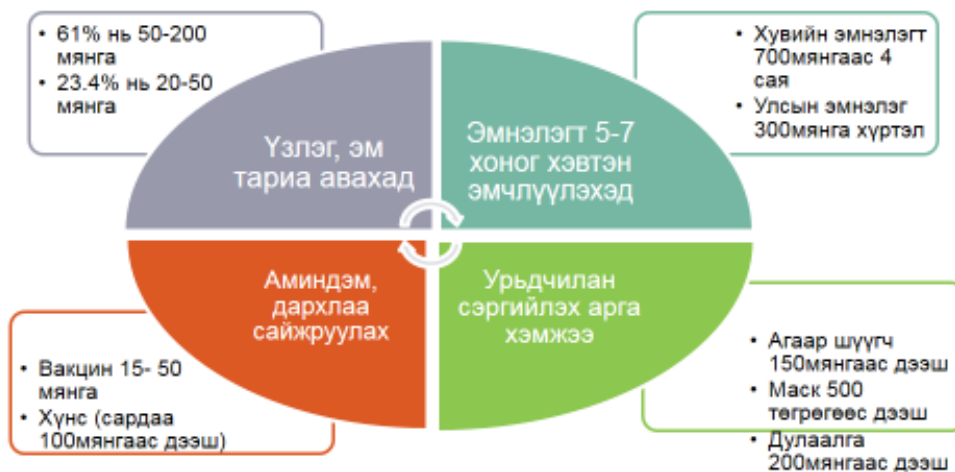 • 61% нь 50-200
мянга
• 23.4% нь 20-50
мянга
Үзлэг, эм
тариа авахад
Эмнэлэгт 5-7
хоног хэвтэн
эмчлүүлэхэд
• Хувийн эмнэлэгт
700мянгаас 4
сая
• Улсын эмнэлэг
300мянга хүртэл
Аминдэм,
дархлаа
сайжруулах
• Вакцин 15- 50
мянга
• Хүнс (сардаа
100мянгаас дээш)
Урьдчилан
сэргийлэх арга
хэмжээ
• Агаар шүүгч
150мянгаас дээш
• Маск 500
төгрөгөөс дээш
• Дулаалга
200мянгаас дээш